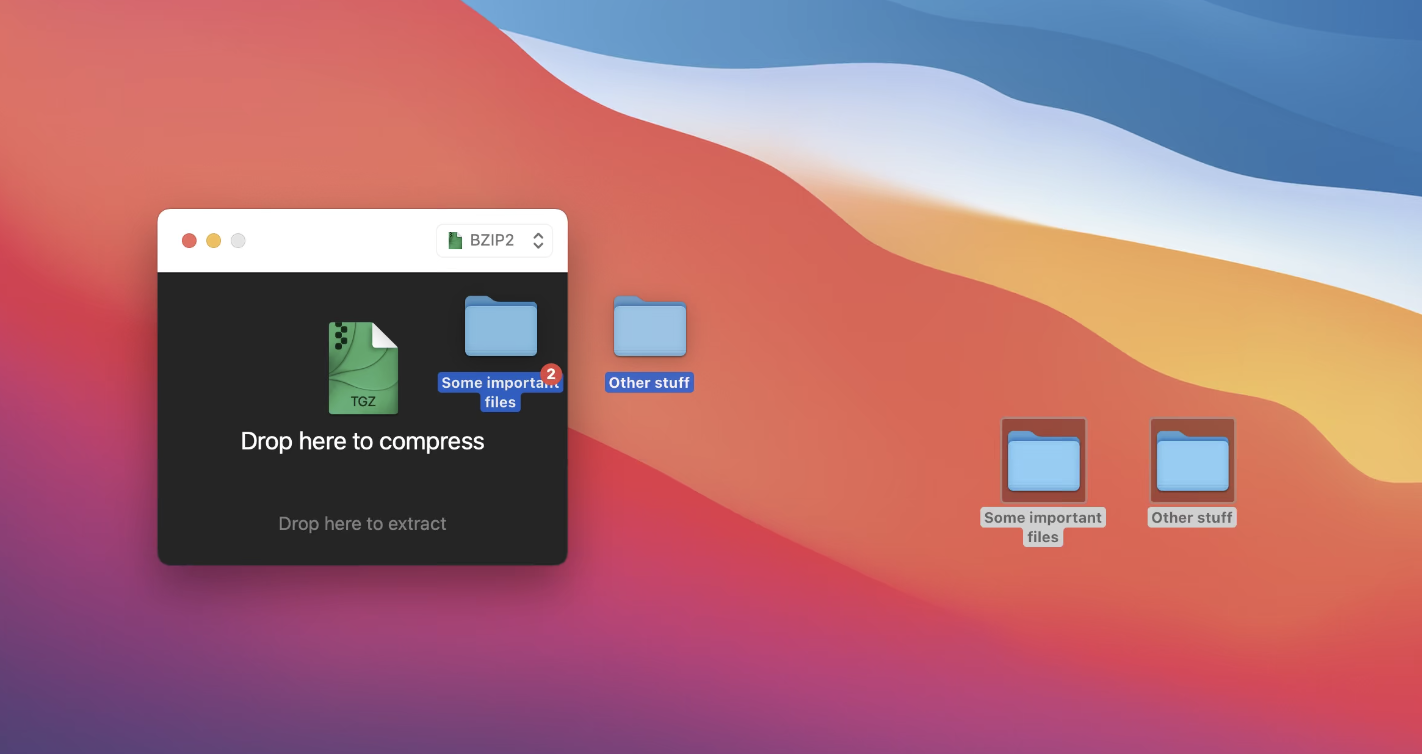 BZIP2
TGZ
Some important
files
2
Other stuff
Drop here to compress
Drop here to extract
Some important
files
Other stuff